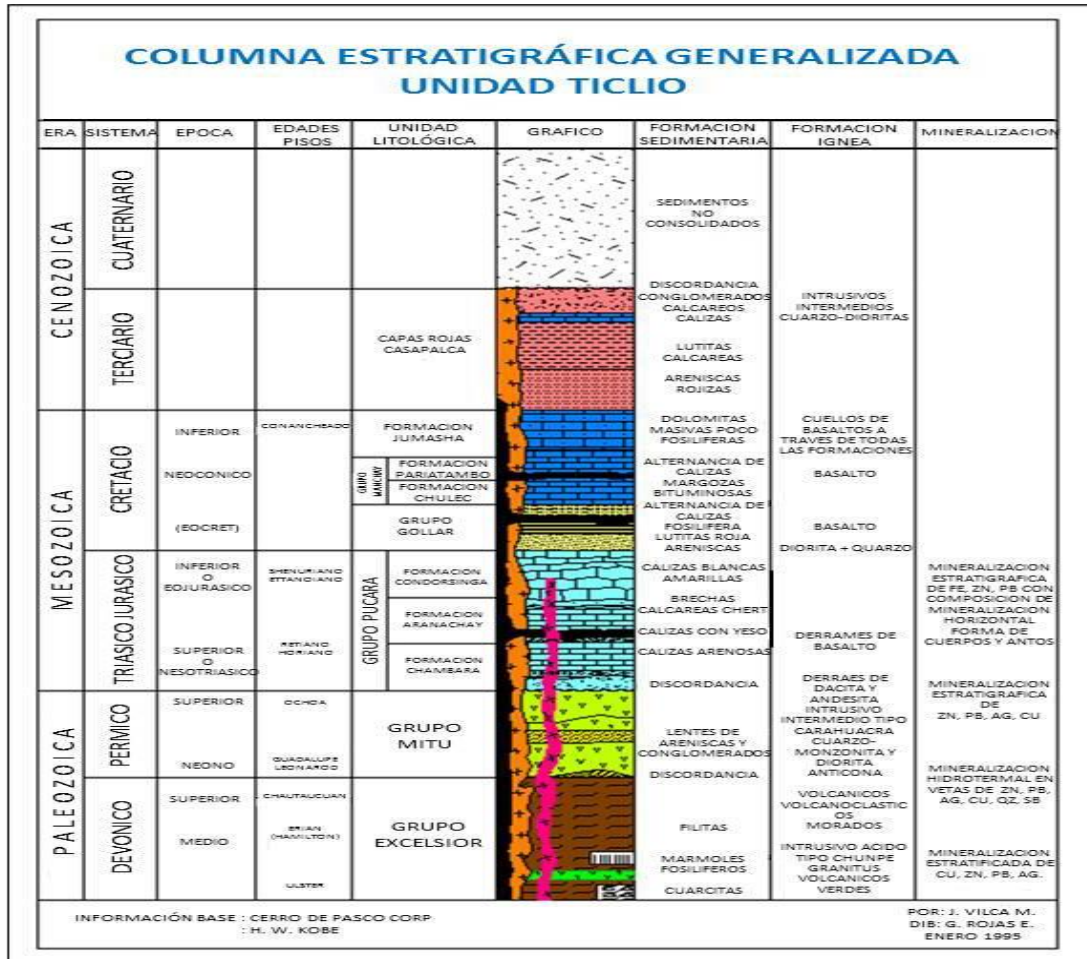 COLUMNA ESTRATIGRÁFICA GENERALIZADA
UNIDAD TICLIO
ERA
SISTEMA
EPOCA
EDADES
PISOS
UNIDAD
LITOLÓGICA
GRAFICO
FORMACION
SEDIMENTARIA
FORMACION
IGNEA
MINERALIZACION
CENOZOICA
CUATERNARIO
SEDIMENTOS
NO
CONSOLIDADOS
TERCIARIO
CAPAS ROJAS
CASAPALCA
DISCORDANCIA
CONGLOMERADOS
CALCAREOS
CALIZAS
LUTITAS
CALCAREAS
ARENISCAS
ROJIZAS
INTRUSIVOS
INTERMEDIOS
CUARZO-DIORITAS
MESOZOICA
CRETACIO
INFERIOR
NEOCONICO
(EOCRET)
CONANCHEADO
FORMACION
JUMASHA
GRUPO
FORMACION
PARIATAMBO
FORMACION
CHULEC
GRUPO
GOLLAR
DOLOMITAS
MASIVAS POCO
FOSILIFERAS
ALTERNANCIA DE
CALIZAS
MARGOZAS
BITUMINOSAS
ALTERNANCIA DE
CALIZAS
FOSILIFERA
LUTITAS ROJA
ARENISCAS
CUELLOS DE
BASALTOS A
TRAVES DE TODAS
LAS FORMACIONES
BASALTO
BASALTO
DIORITA + QUARZO
TRIASICO JURASICO
INFERIOR
O
EOJURASICO
SUPERIOR
O
NESOTRIASICO
SHENURIANO
ETTANGIANO
RETIANO
HORIANO
GRUPO PUCARA
FORMACION
CONDORSINGA
FORMACION
ARANACHAY
FORMACION
CHAMBARA
CALIZAS BLANCAS
AMARILLAS
BRECHAS
CALCAREAS CHERT
CALIZAS CON YESO
CALIZAS ARENOSAS
DISCORDANCIA
DERRAMES DE
BASALTO
DERRAES DE
DACITA Y
ANDESITA
INTRUSIVO
INTERMEDIO TIPO
CARAHUACRA
CUARZO-
MONZONITA Y
DIORITA
ANTICONA
MINERALIZACION
ESTRATIGRAFICA
DE FE, ZN, PB CON
COMPOSICION DE
MINERALIZACION
HORIZONTAL
FORMA DE
CUERPOS Y ANTOS
MINERALIZACION
ESTRATIGRAFICA
DE
ZN, PB, AG, CU
PALEOZOICA
PERMICO
SUPERIOR
NEONO
OCHOA
GUADALUPE
LEONARGO
GRUPO
MITU
LENTES DE
ARENISCAS Y
CONGLOMERADOS
DISCORDANCIA
MINERALIZACION
HIDROTERMAL EN
VETAS DE ZN, PB,
AG, CU, QZ, SB
DEVONICO
SUPERIOR
MEDIO
CHAUTAUCUAN
ERIAN
(HAMILTON)
ULSTER
GRUPO
EXCELSIOR
FILITAS
MARMOLES
FOSILIFEROS
CUARCITAS
VOLCANICOS
VOLCANOCLASTIC
OS
MORADOS
INTRUSIVO ACIDO
TIPO CHUNPE
GRANITUS
VOLCANICOS
VERDES
MINERALIZACION
ESTRATIFICADA DE
CU, ZN, PB, AG.
INFORMACIÓN BASE : CERRO DE PASCO CORP
: H. W. KOBE
POR: J. VILCA M.
DIB: G. ROJAS E.
ENERO 1995